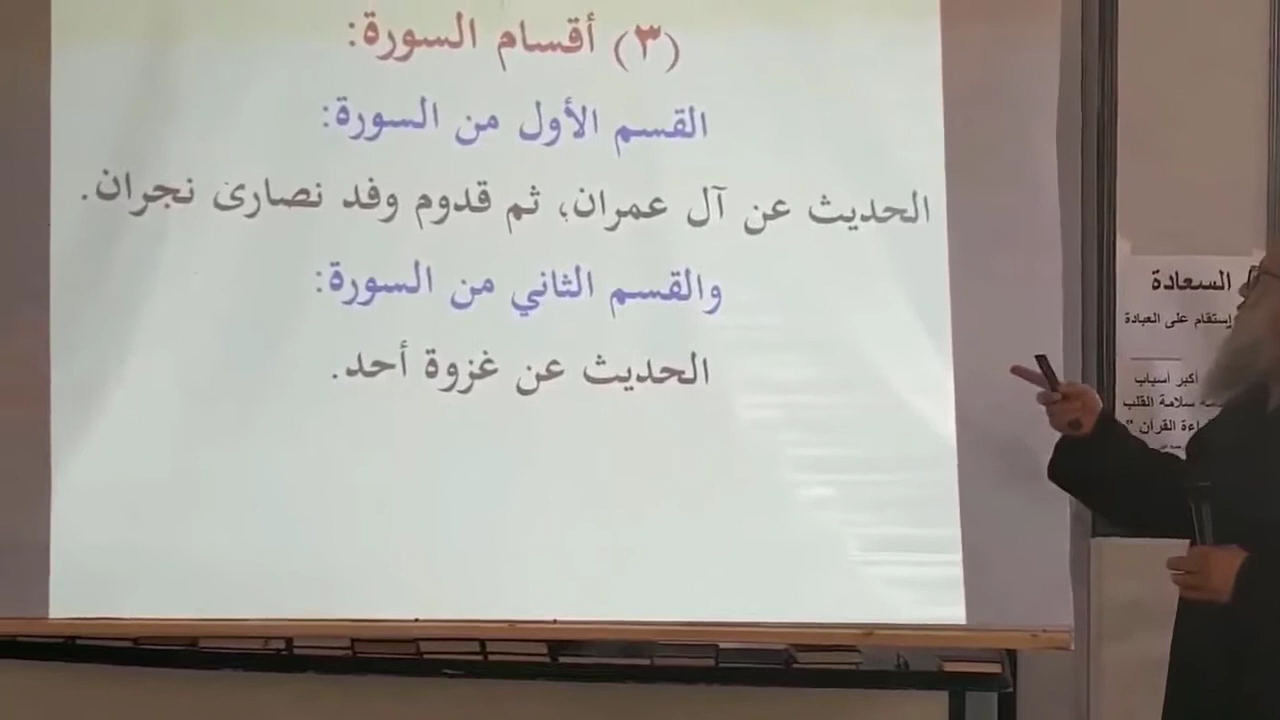 (٣) أقسام السورة:
القسم الأول من السورة:
الحديث عن آل عمران، ثم قدوم وفد نصارى نجران.
والقسم الثاني من السورة:
الحديث عن غزوة أحد.
السعادة
إستقام على العبادة
أكبر أسباب
سلامة القلب
القرآن "